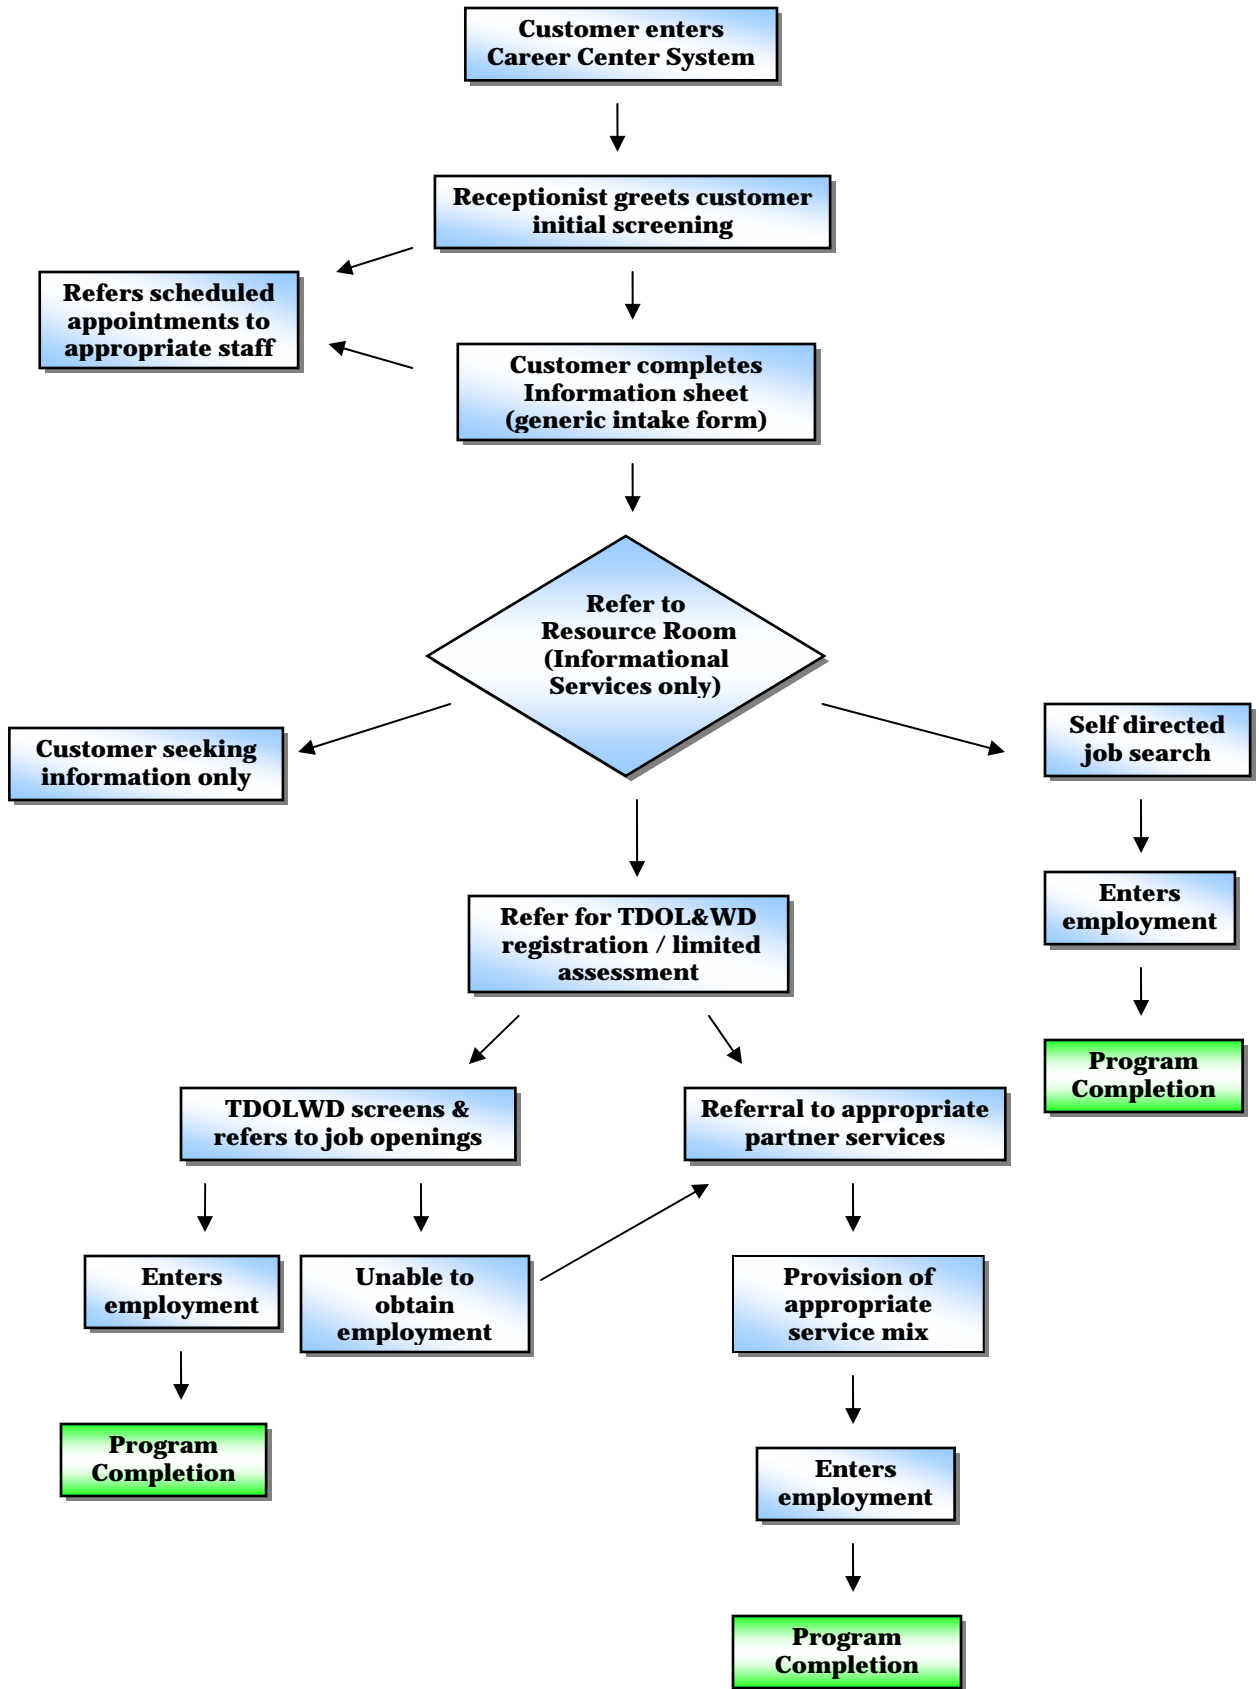 Customer enters
Career Center System
Receptionist greets customer
initial screening
Refers scheduled
appointments to
appropriate staff
Customer completes
Information sheet
(generic intake form)
Refer to
Resource Room
(Informational
Services only)
Customer seeking
information only
Self directed
job search
Enters
employment
Program
Completion
Refer for TDOL&WD
registration / limited
assessment
TDOLWD screens &
refers to job openings
Referral to appropriate
partner services
Enters
employment
Unable to
obtain
employment
Provision of
appropriate
service mix
Program
Completion
Enters
employment
Program
Completion